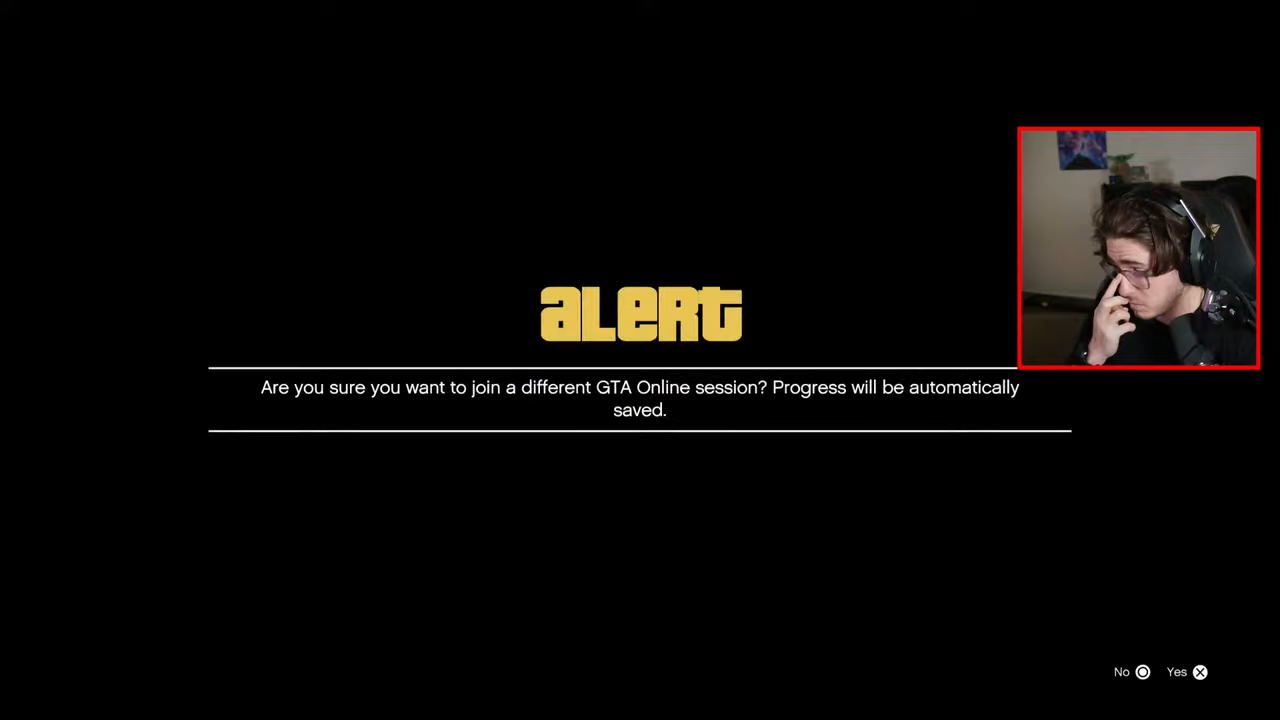 alert
Are you sure you want to join a different GTA Online session? Progress will be automatically
saved.
No Yes